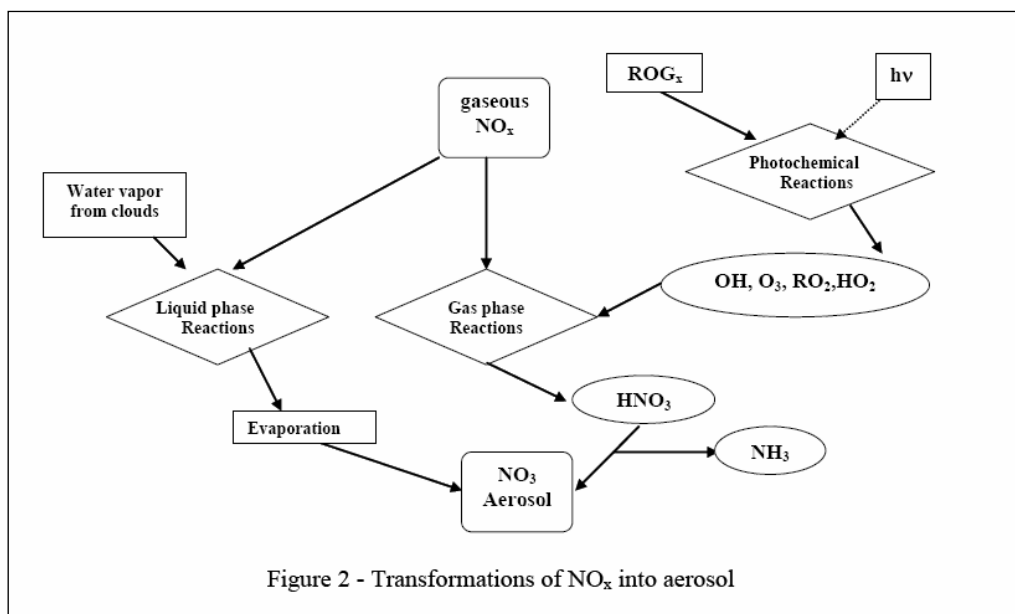 ROGₓ
hν
gaseous
NOₓ
Photochemical
Reactions
Water vapor
from clouds
OH, O₃, RO₂,HO₂
Liquid phase
Reactions
Gas phase
Reactions
HNO₃
Evaporation
NH₃
NO₃
Aerosol
Figure 2 - Transformations of NOₓ into aerosol